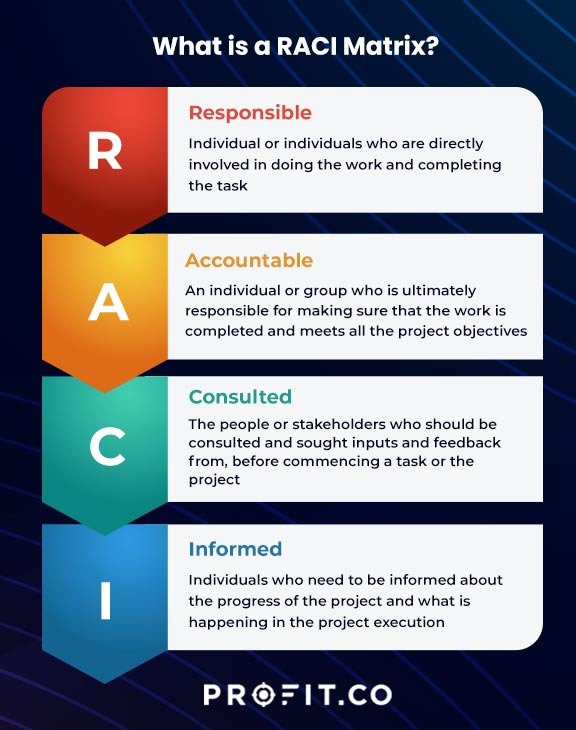 What is a RACI Matrix?
R
Responsible
Individual or individuals who are directly
involved in doing the work and completing
the task
A
Accountable
An individual or group who is ultimately
responsible for making sure that the work is
completed and meets all the project objectives
C
Consulted
The people or stakeholders who should be
consulted and sought inputs and feedback
from, before commencing a task or the
project
I
Informed
Individuals who need to be informed about
the progress of the project and what is
happening in the project execution
PROFIT.CO